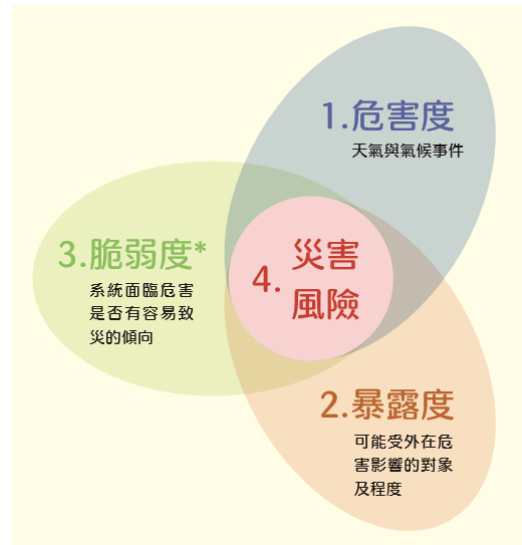 1.危害度
天氣與氣候事件
3.脆弱度*
系統面臨危害
是否有容易致
災的傾向
4.災害
風險
2.暴露度
可能受外在危
害影響的對象
及程度